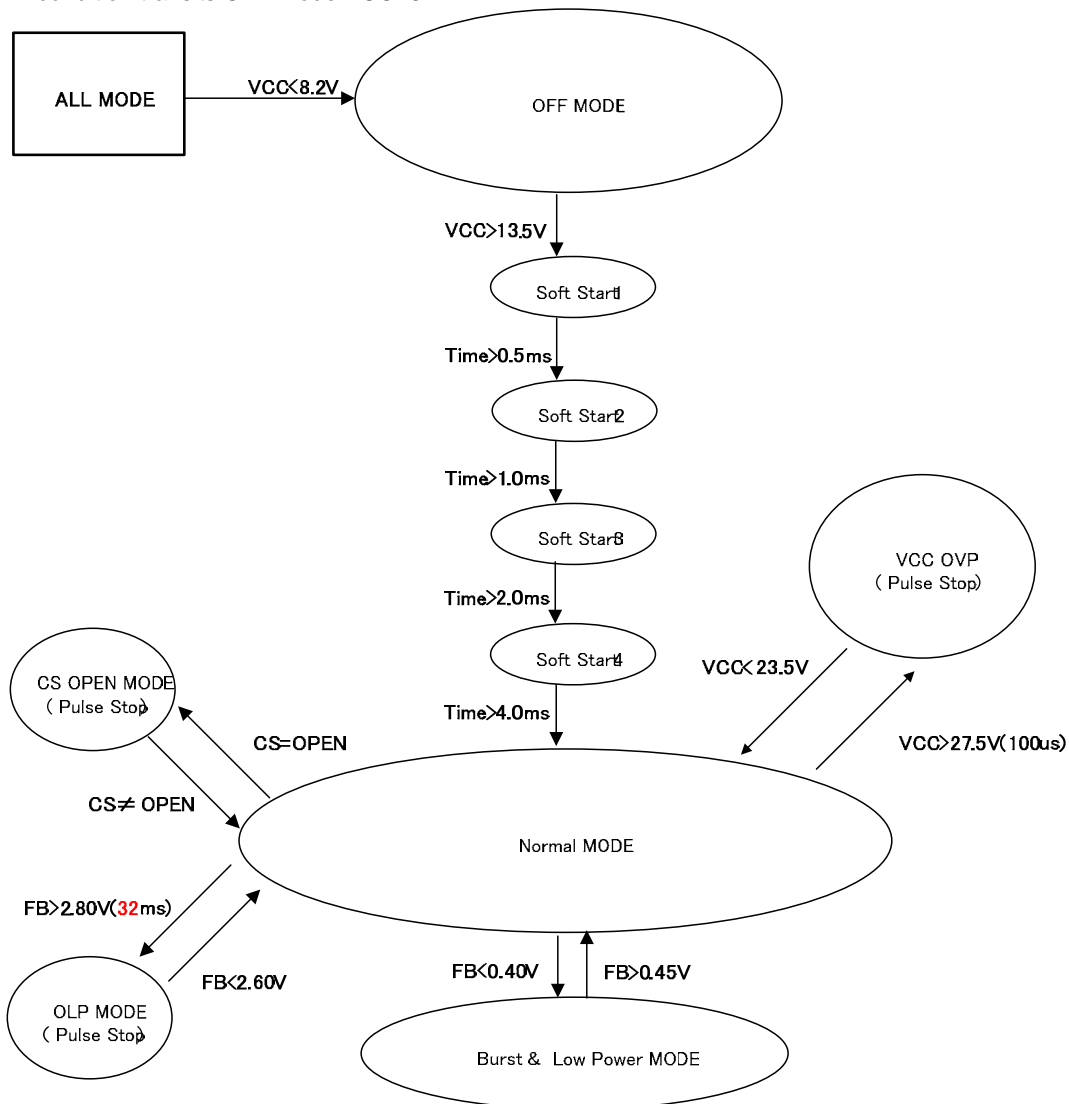 ALL MODE
VCC<8.2V
OFF MODE
VCC>13.5V
Soft Start1
Time>0.5ms
Soft Start2
Time>1.0ms
Soft Start3
Time>2.0ms
Soft Start4
Time>4.0ms
VCC OVP
( Pulse Stop)
VCC<23.5V
VCC>27.5V(100us)
CS OPEN MODE
( Pulse Stop)
CS=OPEN
CS≠ OPEN
Normal MODE
FB>2.80V(32ms)
FB<2.60V
OLP MODE
( Pulse Stop)
FB<0.40V
FB>0.45V
Burst & Low Power MODE